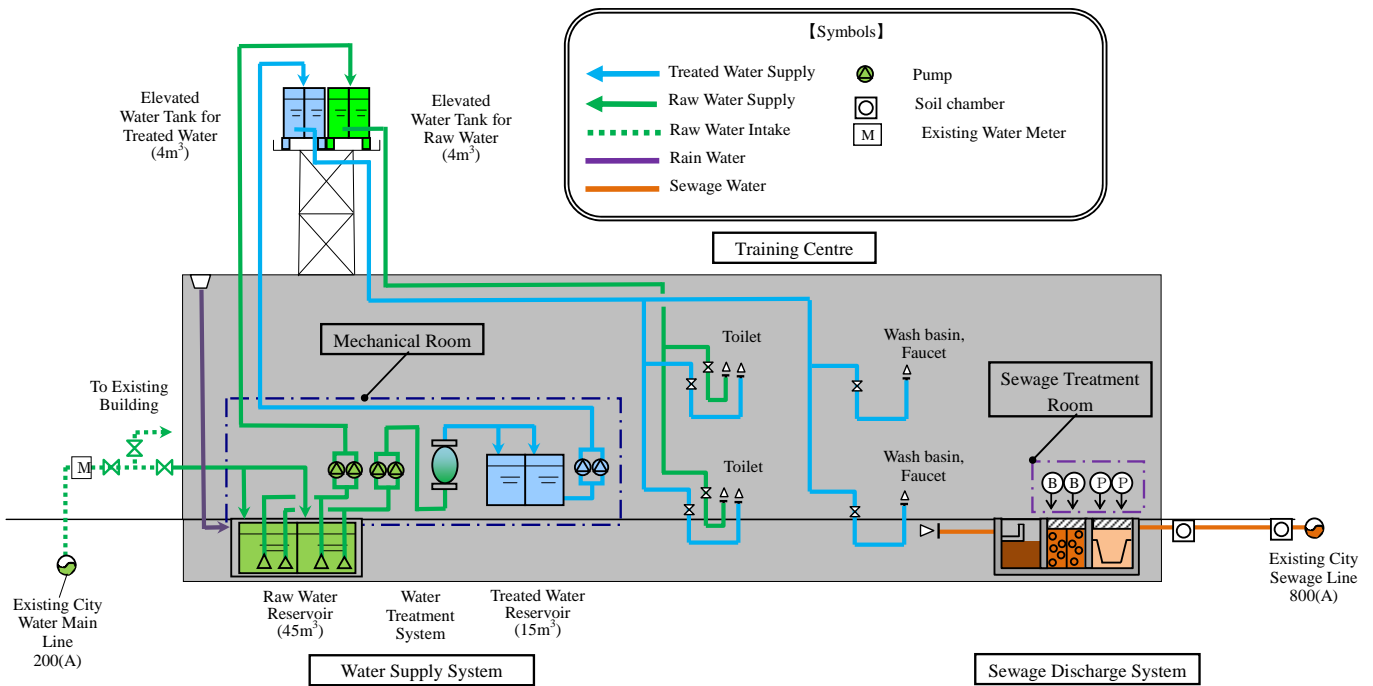 【Symbols】
Treated Water Supply
Raw Water Supply
Raw Water Intake
Rain Water
Sewage Water
Pump
Soil chamber
M
Existing Water Meter
Elevated
Water Tank for
Treated Water
(4m³)
Elevated
Water Tank for
Raw Water
(4m³)
Training Centre
Mechanical Room
Toilet
Wash basin,
Faucet
Sewage Treatment
Room
To Existing
Building
M
Toilet
Wash basin,
Faucet
B
B
P
P
Existing City
Water Main
Line
200(A)
Raw Water
Reservoir
(45m³)
Water
Treatment
System
Treated Water
Reservoir
(15m³)
Existing City
Sewage Line
800(A)
Water Supply System
Sewage Discharge System